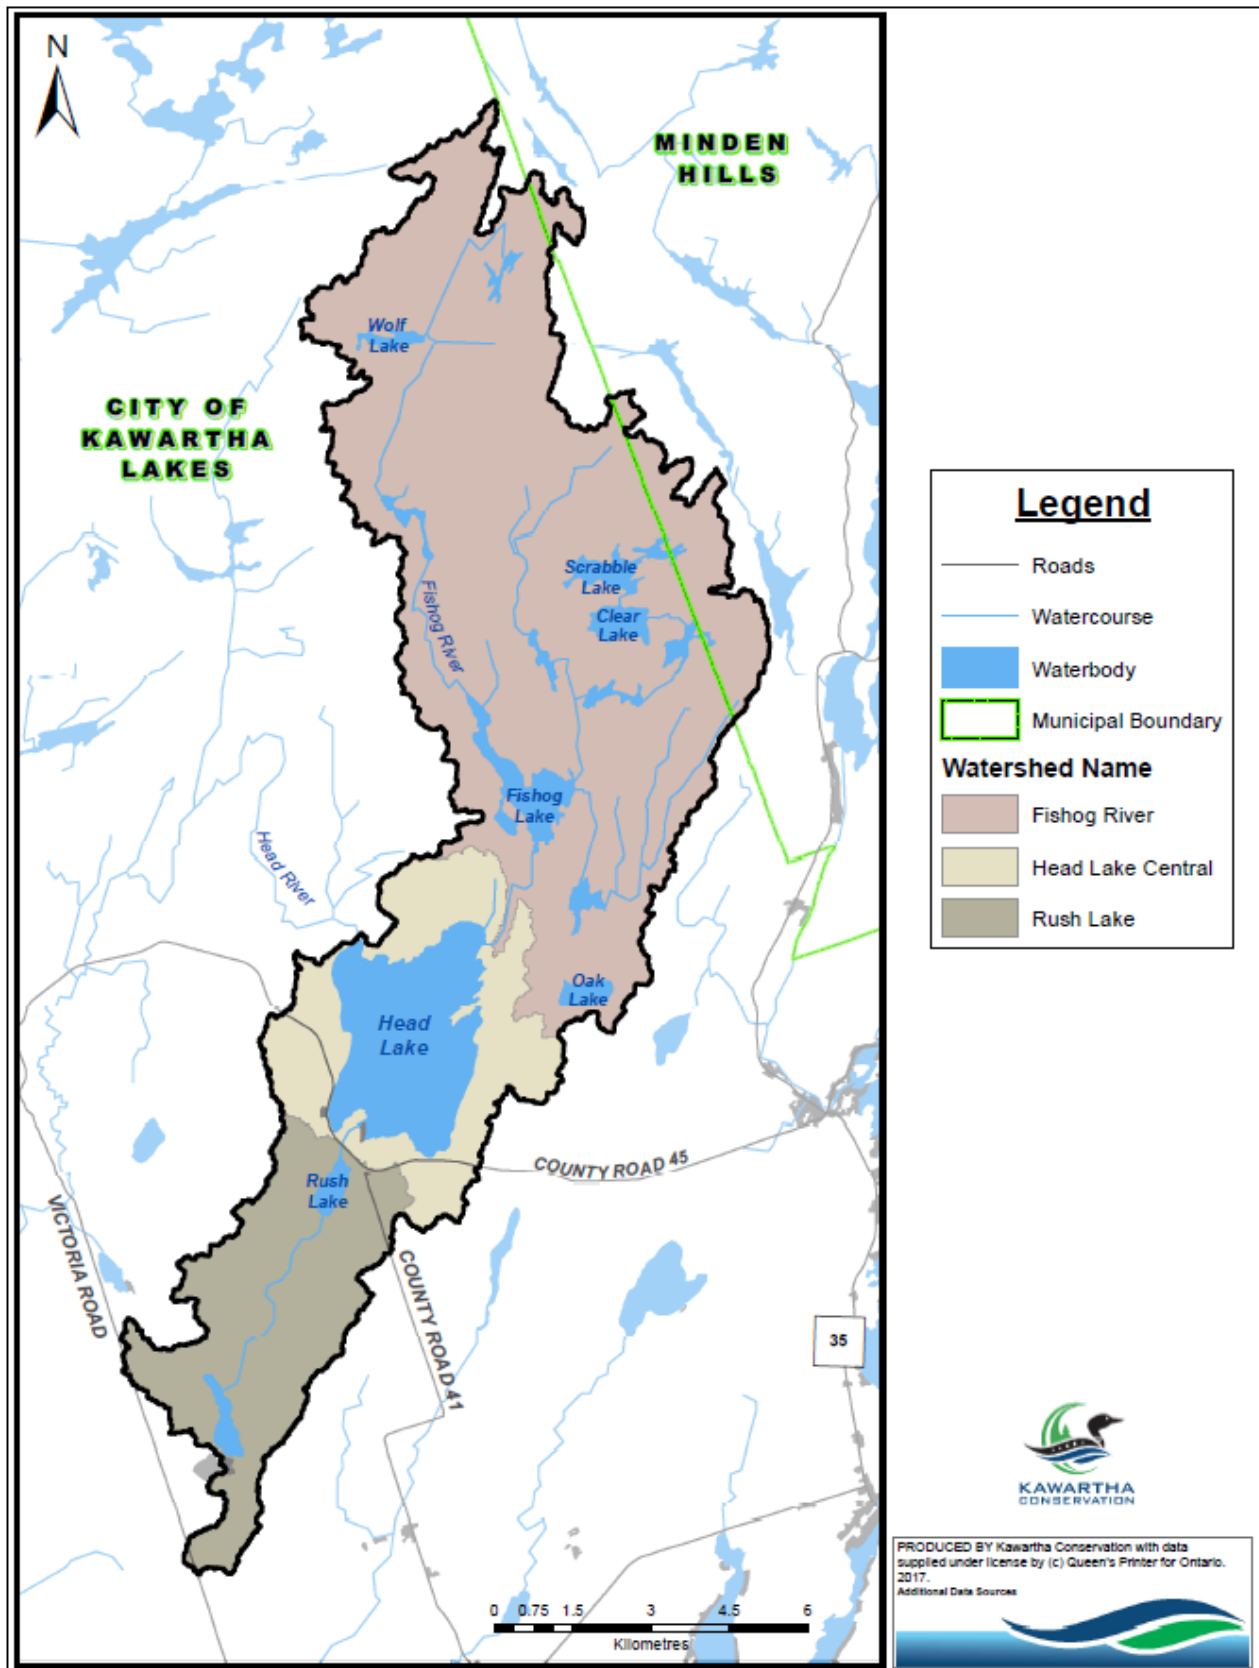 N
MINDEN
HILLS
Wolf
Lake
CITY OF
KAWARTHA
LAKES
Scrabble
Lake
Clear
Lake
Fishog River
Fishog
Lake
Head River
Oak
Lake
Head
Lake
COUNTY ROAD 45
Rush
Lake
VICTORIA ROAD
COUNTY ROAD 41
35
0 0.75 1.5 3 4.5 6
Kilometres
Legend
Roads
Watercourse
Waterbody
Municipal Boundary
Watershed Name
Fishog River
Head Lake Central
Rush Lake
KAWARTHA
CONSERVATION
PRODUCED BY Kawartha Conservation with data
supplied under license by (c) Queen's Printer for Ontario.
2017.
Additional Data Sources